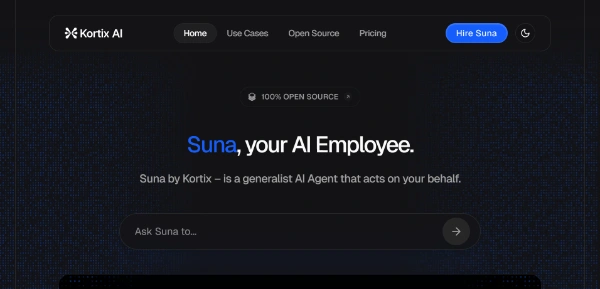 Kortix AI
Home Use Cases Open Source Pricing Hire Suna
100% OPEN SOURCE
Suna, your AI Employee.
Suna by Kortix – is a generalist AI Agent that acts on your behalf.
Ask Suna to...